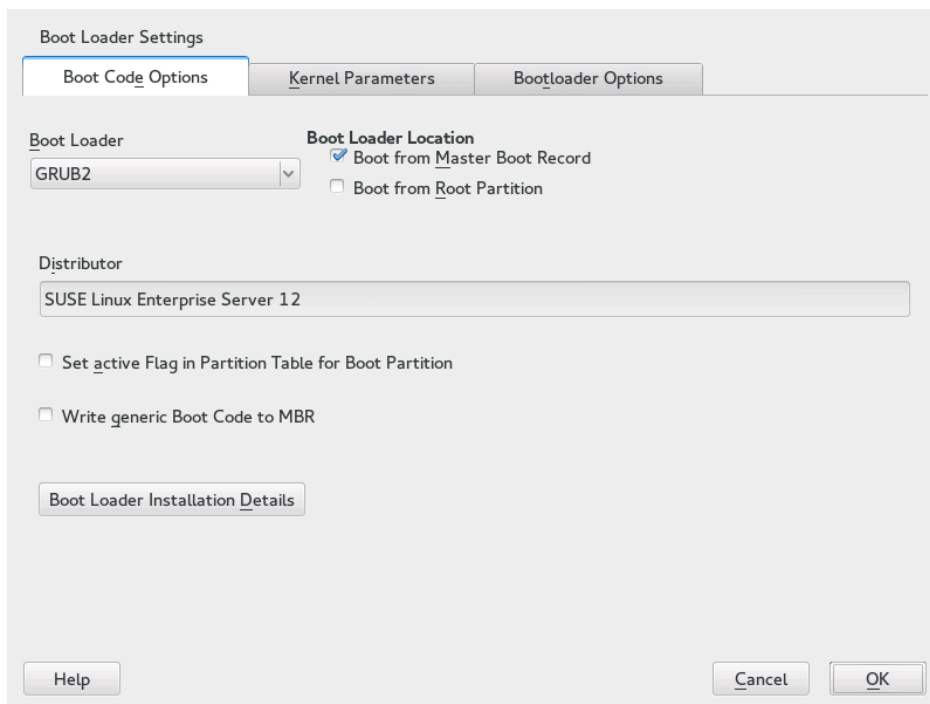 Boot Loader Settings
Boot Code Options
Kernel Parameters
Bootloader Options
Boot Loader
GRUB2
Boot Loader Location
Boot from Master Boot Record
Boot from Root Partition
Distributor
SUSE Linux Enterprise Server 12
Set active Flag in Partition Table for Boot Partition
Write generic Boot Code to MBR
Boot Loader Installation Details
Help
Cancel
OK